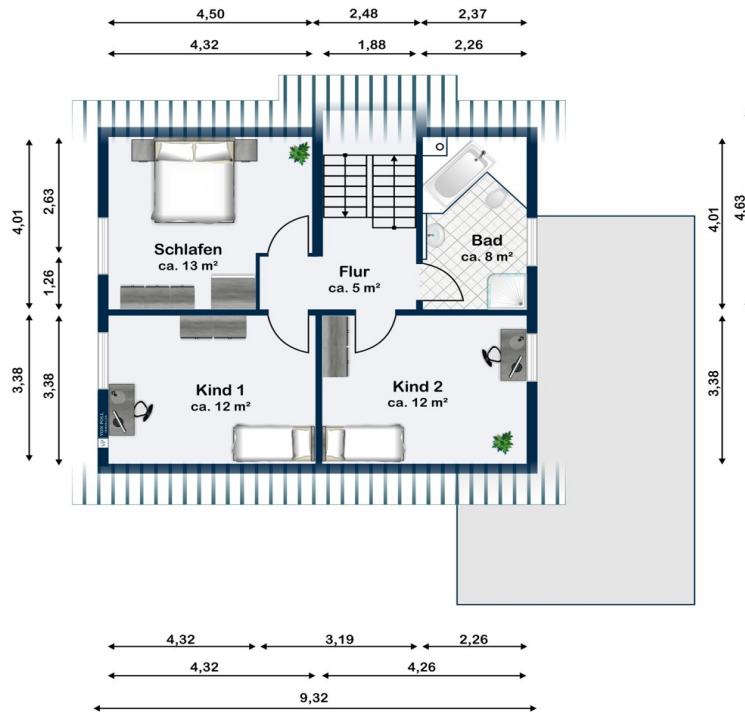 4,50
2,48
2,37
4,32
1,88
2,26
4,01
2,63
4,01
4,63
Schlafen
ca. 13 m²
Bad
ca. 8 m²
1,26
Flur
ca. 5 m²
3,38
3,38
3,38
Kind 1
ca. 12 m²
Kind 2
ca. 12 m²
VON POLL
4,32
3,19
2,26
4,32
4,26
9,32